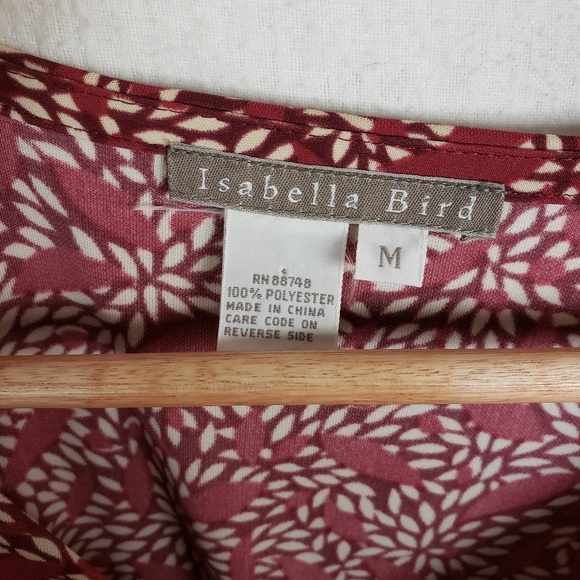 Isabella Bird
M
RN 88748
100% POLYESTER
MADE IN CHINA
CARE CODE ON
REVERSE SIDE